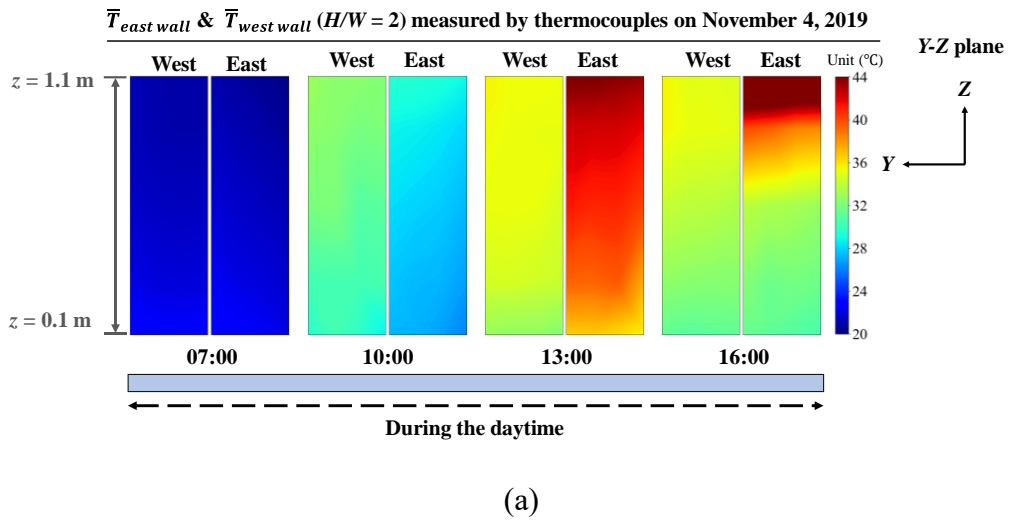 T̅east wall & T̅west wall (H/W = 2) measured by thermocouples on November 4, 2019
Y-Z plane
West East West East West East West East Unit (℃)
z = 1.1 m
z = 0.1 m
44
40
36
32
28
24
20
Z
Y
07:00 10:00 13:00 16:00
During the daytime
(a)